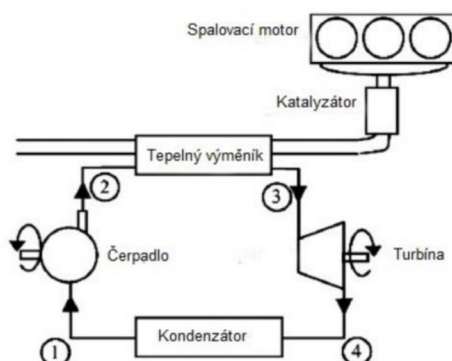 Spalovací motor
Katalyzátor
Tepelný výměník
2
3
Čerpadlo
Turbína
Kondenzátor
1
4